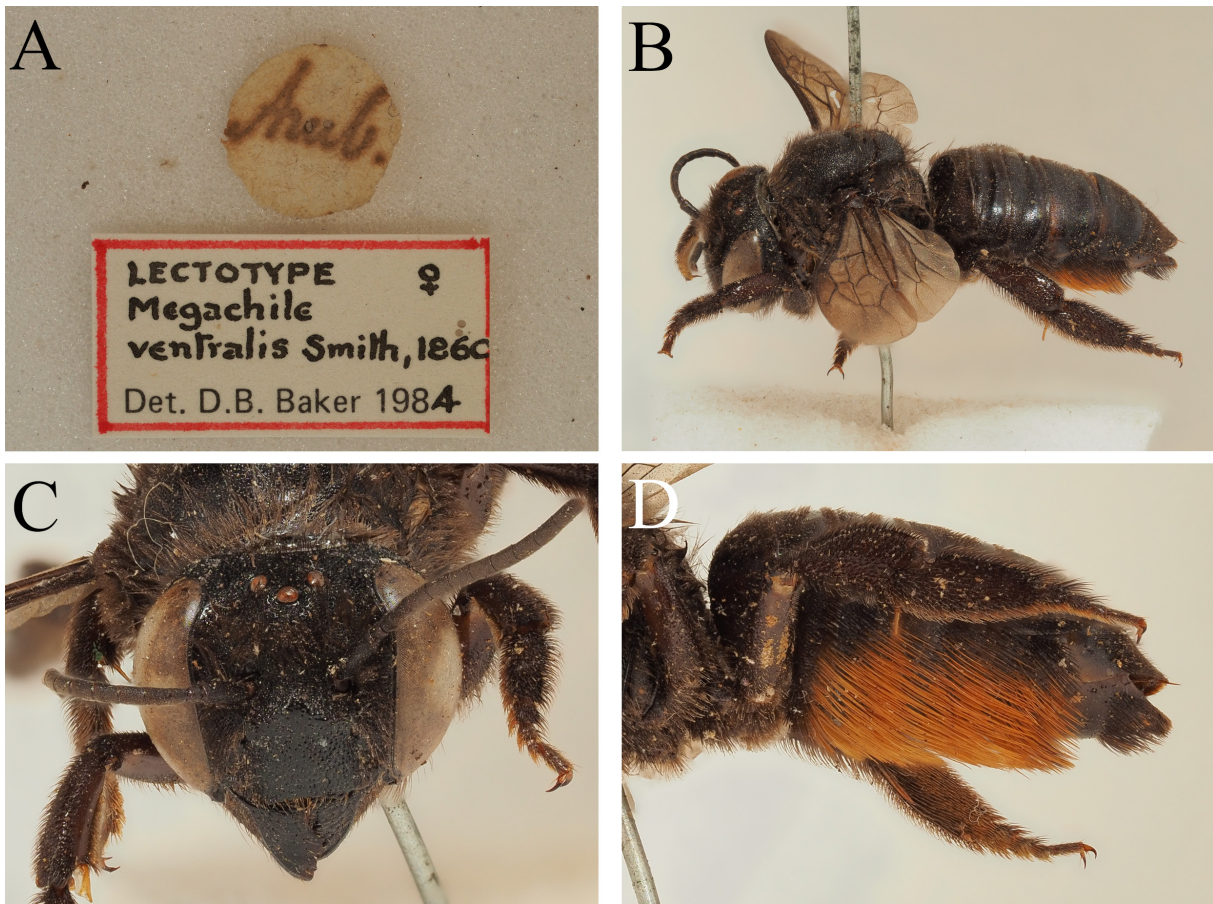 A
LECTOTYPE ♀
Megachile
ventralis Smith, 1860
Det. D.B. Baker 1984
B
C
D